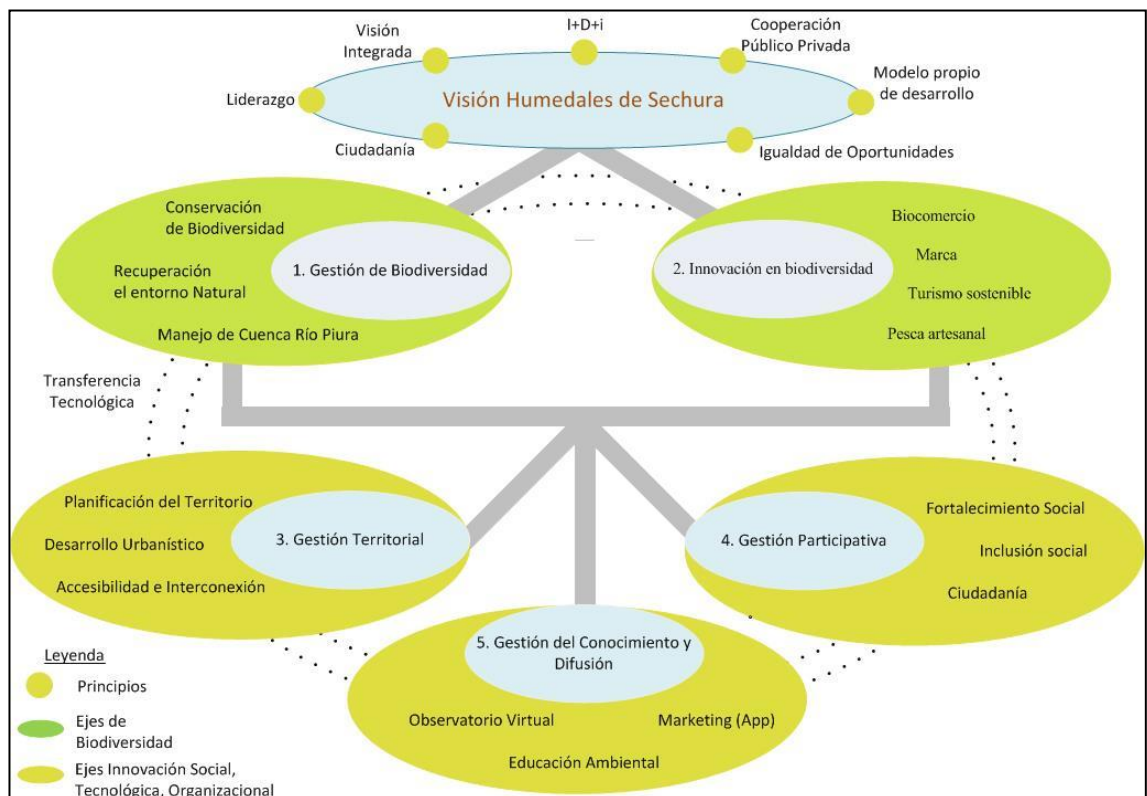 I+D+i
Visión
Integrada
Cooperación
Público Privada
Liderazgo
Modelo propio
de desarrollo
Visión Humedales de Sechura
Ciudadanía
Igualdad de Oportunidades
Conservación
de Biodiversidad
1. Gestión de Biodiversidad
Recuperación
el entorno Natural
Manejo de Cuenca Río Piura
Biocomercio
2. Innovación en biodiversidad
Marca
Turismo sostenible
Pesca artesanal
Transferencia
Tecnológica
Planificación del Territorio
3. Gestión Territorial
Desarrollo Urbanístico
Accesibilidad e Interconexión
Fortalecimiento Social
4. Gestión Participativa
Inclusión social
Ciudadanía
5. Gestión del Conocimiento y
Difusión
Observatorio Virtual
Marketing (App)
Educación Ambiental
Leyenda
Principios
Ejes de
Biodiversidad
Ejes Innovación Social,
Tecnológica, Organizacional